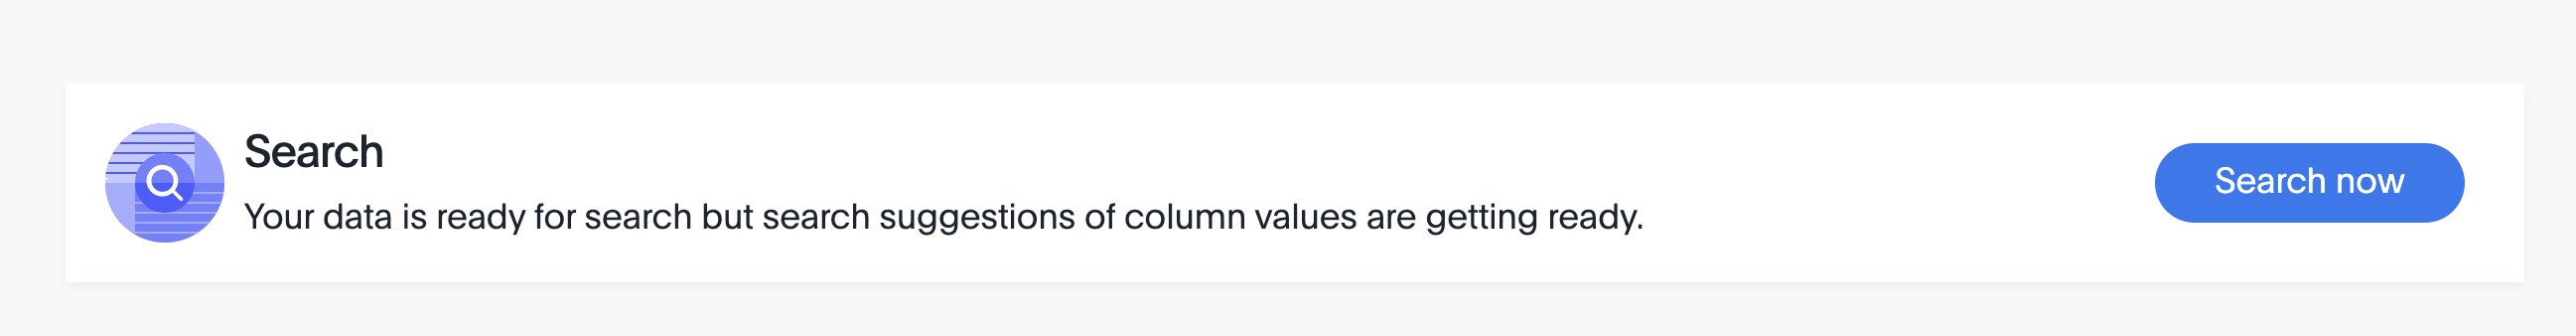 Search
Your data is ready for search but search suggestions of column values are getting ready.
Search now